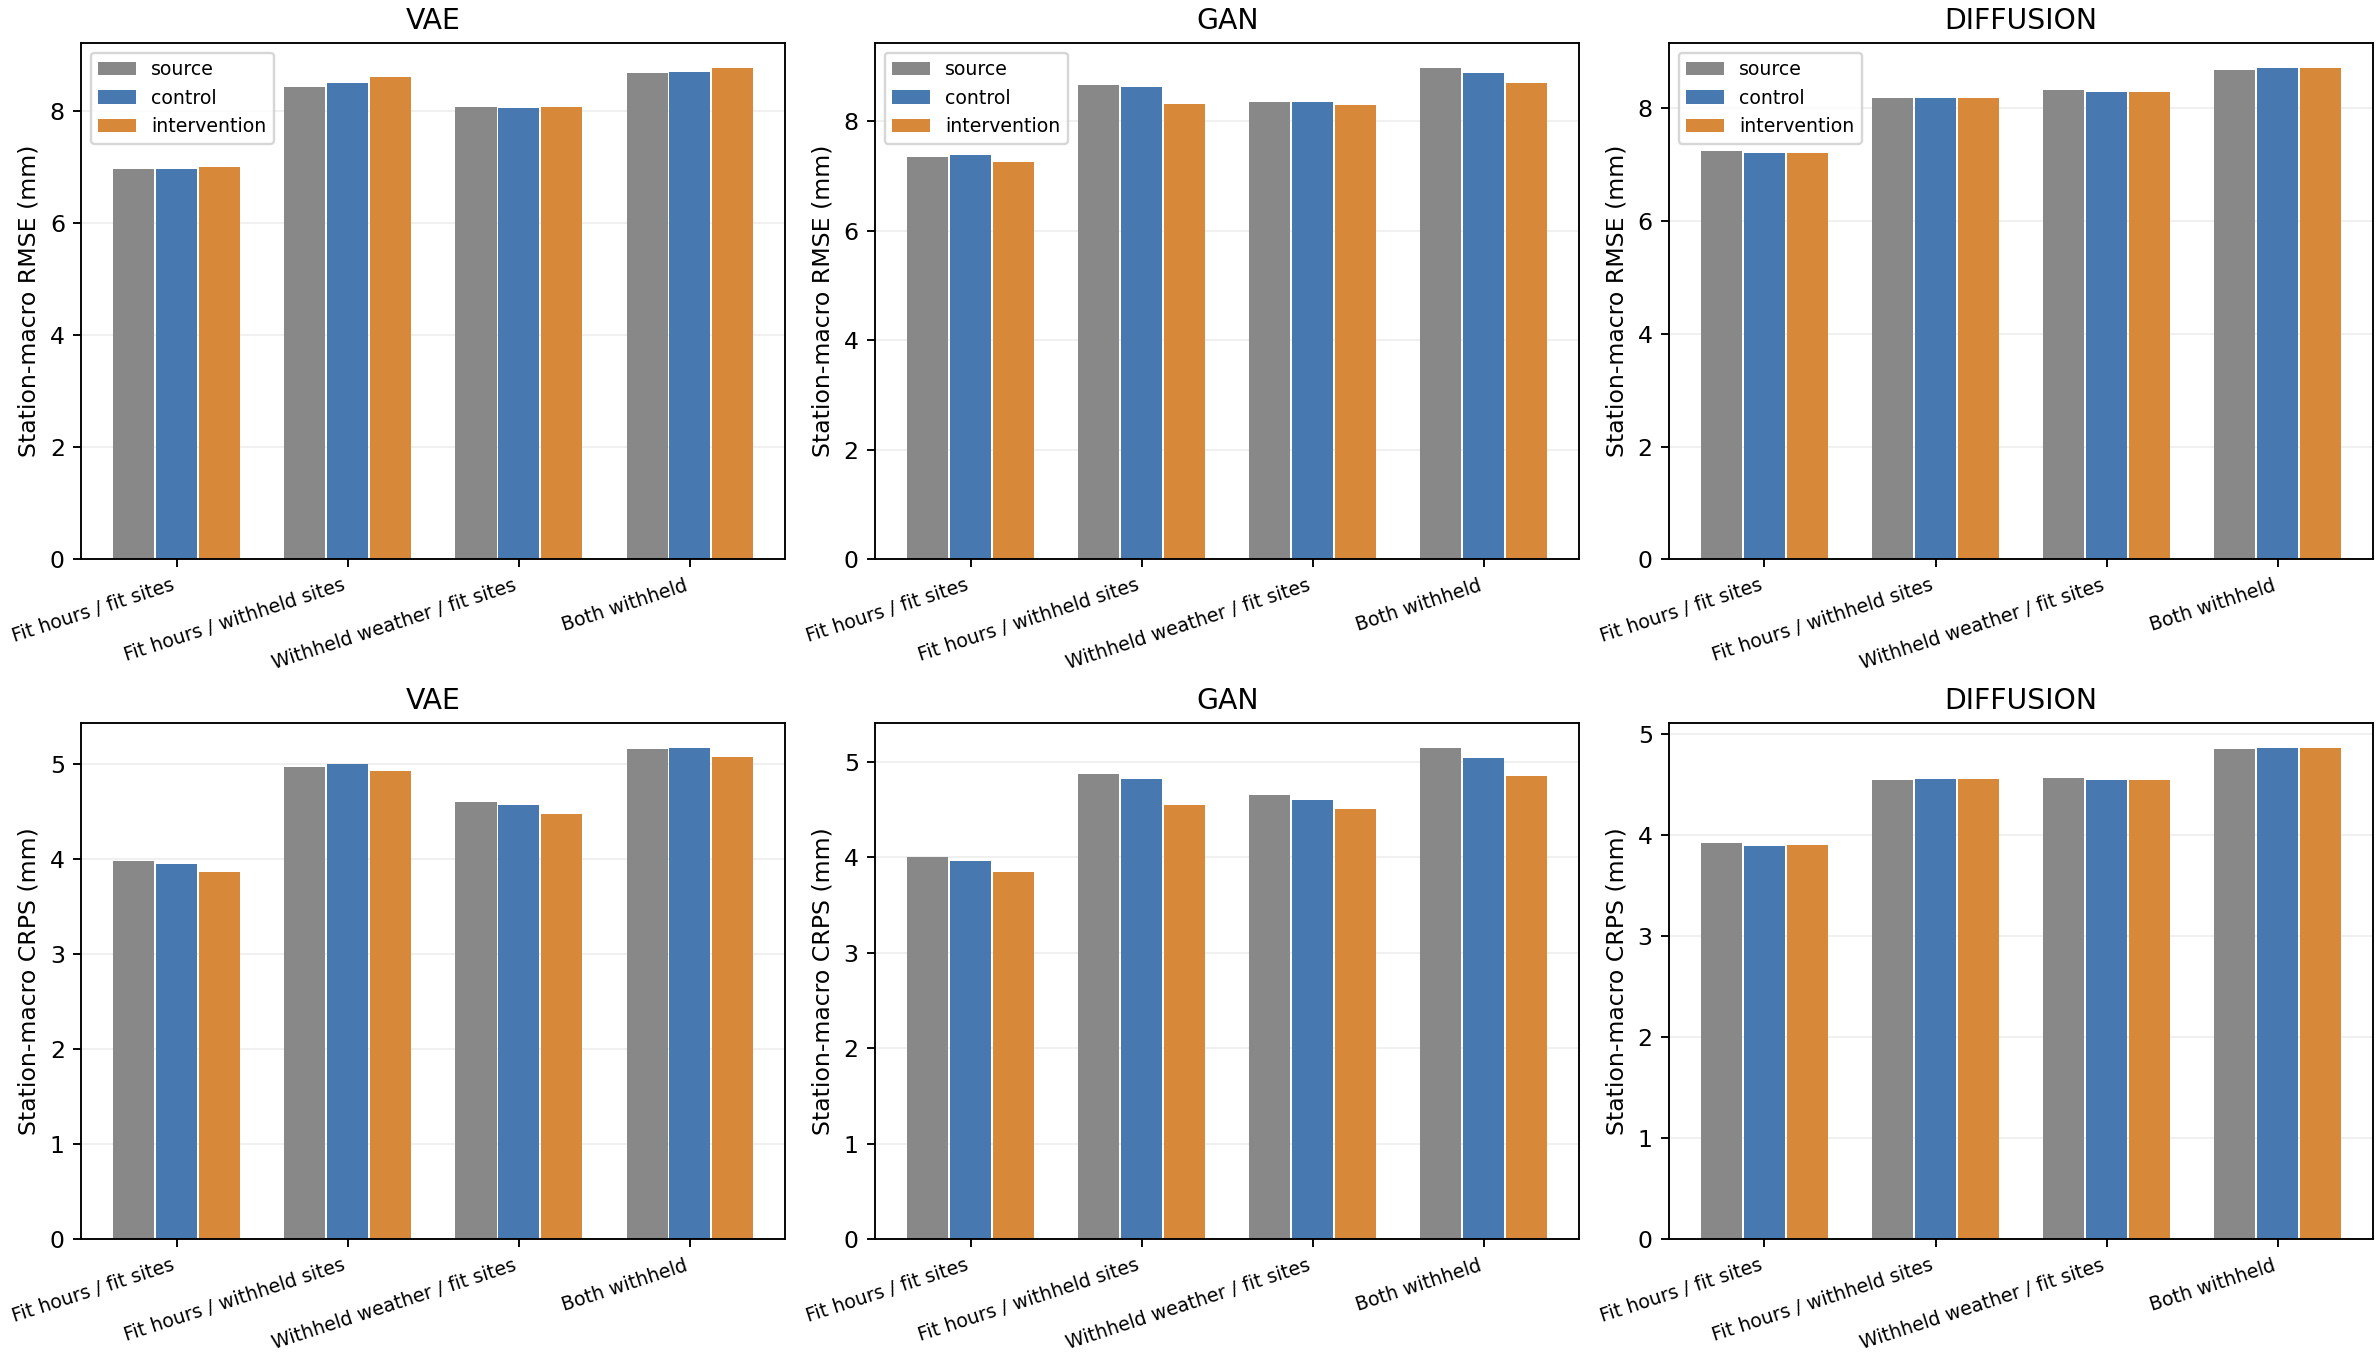 VAE
Station-macro RMSE (mm)
8
6
4
2
0
source
control
intervention
Fit hours / fit sites
Fit hours / withheld sites
Withheld weather / fit sites
Both withheld
GAN
Station-macro RMSE (mm)
8
6
4
2
0
source
control
intervention
Fit hours / fit sites
Fit hours / withheld sites
Withheld weather / fit sites
Both withheld
DIFFUSION
Station-macro RMSE (mm)
8
6
4
2
0
source
control
intervention
Fit hours / fit sites
Fit hours / withheld sites
Withheld weather / fit sites
Both withheld
VAE
Station-macro CRPS (mm)
5
4
3
2
1
0
Fit hours / fit sites
Fit hours / withheld sites
Withheld weather / fit sites
Both withheld
GAN
Station-macro CRPS (mm)
5
4
3
2
1
0
Fit hours / fit sites
Fit hours / withheld sites
Withheld weather / fit sites
Both withheld
DIFFUSION
Station-macro CRPS (mm)
5
4
3
2
1
0
Fit hours / fit sites
Fit hours / withheld sites
Withheld weather / fit sites
Both withheld